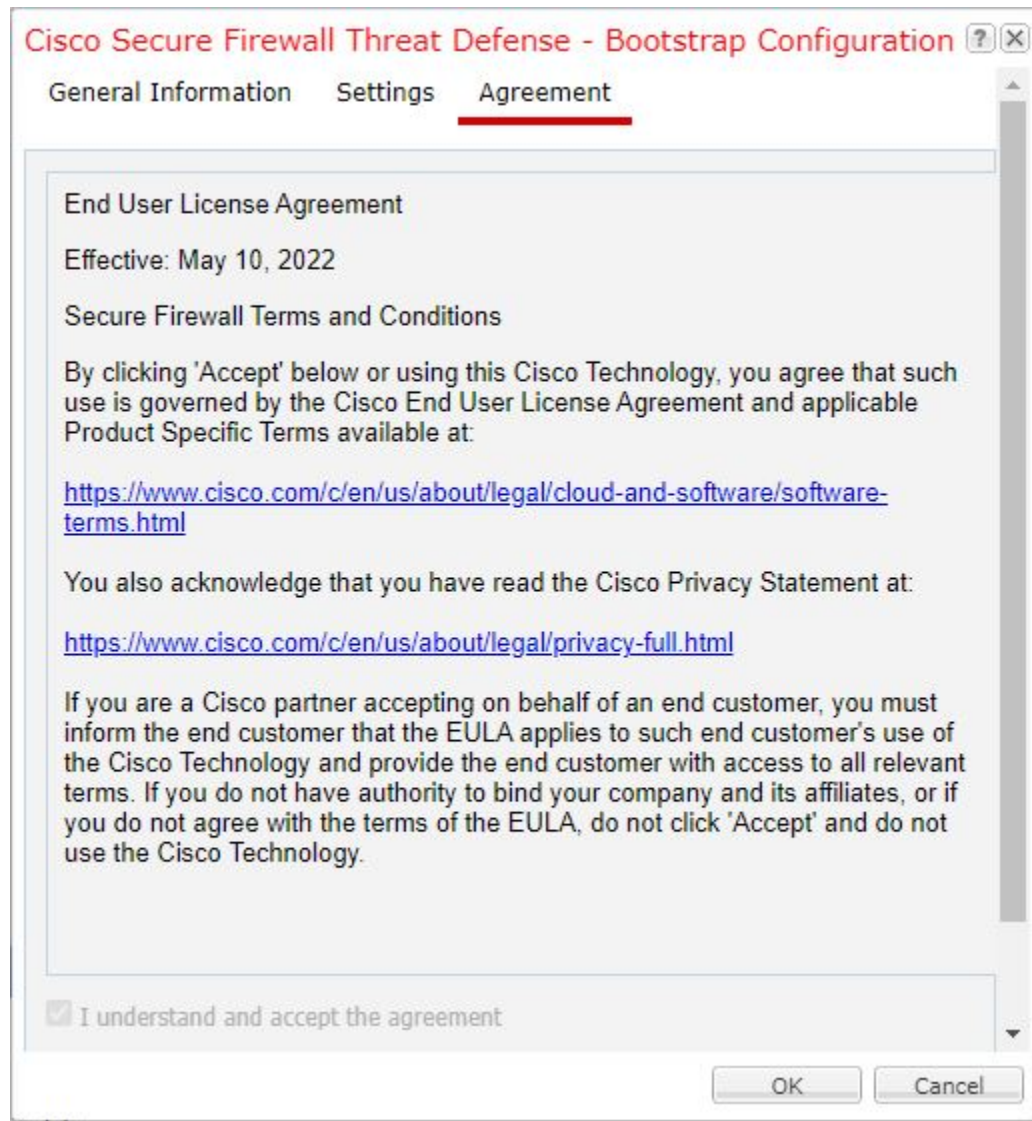 Cisco Secure Firewall Threat Defense - Bootstrap Configuration ? X
General Information Settings Agreement
End User License Agreement
Effective: May 10, 2022
Secure Firewall Terms and Conditions
By clicking 'Accept' below or using this Cisco Technology, you agree that such
use is governed by the Cisco End User License Agreement and applicable
Product Specific Terms available at:
https://www.cisco.com/c/en/us/about/legal/cloud-and-software/software-
terms.html
You also acknowledge that you have read the Cisco Privacy Statement at:
https://www.cisco.com/c/en/us/about/legal/privacy-full.html
If you are a Cisco partner accepting on behalf of an end customer, you must
inform the end customer that the EULA applies to such end customer's use of
the Cisco Technology and provide the end customer with access to all relevant
terms. If you do not have authority to bind your company and its affiliates, or if
you do not agree with the terms of the EULA, do not click 'Accept' and do not
use the Cisco Technology.
I understand and accept the agreement
OK Cancel